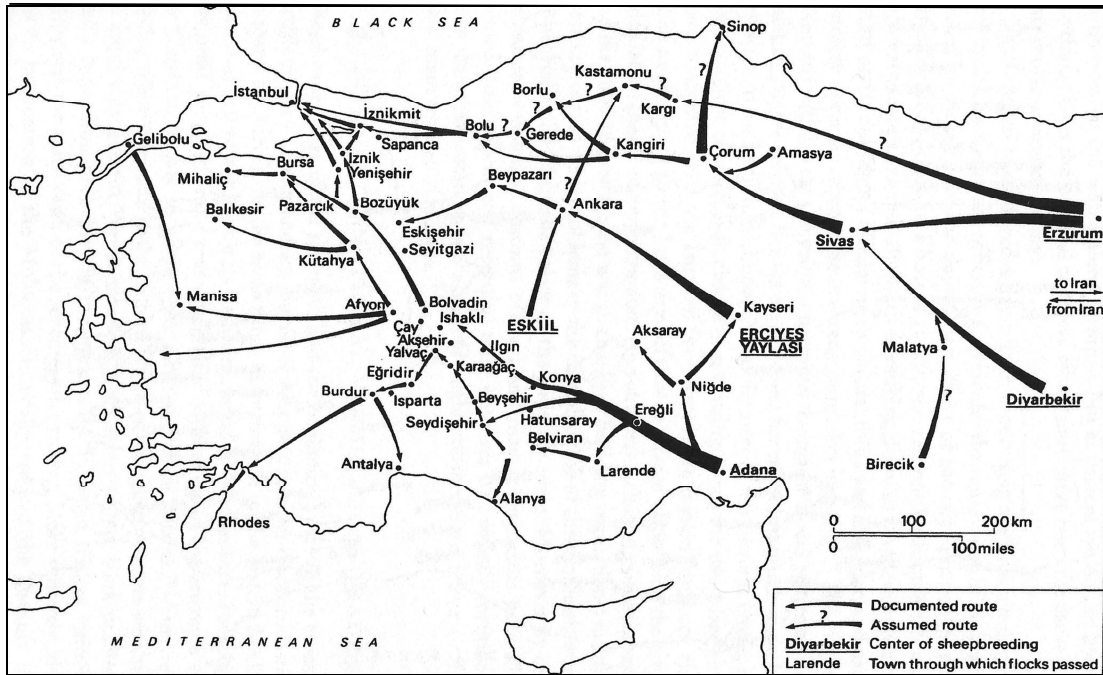 BLACK SEA
Sinop
Kastamonu
?
?
Borlu
Kargı
İstanbul
İznikmit
Bolu
?
?
Gerede
Gelibolu
Sapanca
Kangiri
Çorum
Amasya
?
?
İznik
Bursa
Yenişehir
Mihaliç
Beypazarı
?
Pazarcık
Bozüyük
Ankara
Balıkesir
Eskişehir
Sivas
Erzurum
Seyitgazi
Kütahya
to Iran
from Iran
Manisa
Afyon
Bolvadin
Ishaklı
ESKİİL
Kayseri
Çay
Akşehir
Ilgın
Aksaray
ERCIYES
YAYLASI
Malatya
Yalvaç
Karaağaç
Eğridir
Konya
Niğde
Diyarbekir
?
Burdur
Isparta
Beyşehir
Hatunsaray
Ereğli
Seydişehir
Belviran
Antalya
Larende
Adana
Birecik
Alanya
Rhodes
0 100 200 km
0 100 miles
? Documented route
Assumed route
Diyarbekir Center of sheepbreeding
Larende Town through which flocks passed
MEDITERRANEAN SEA